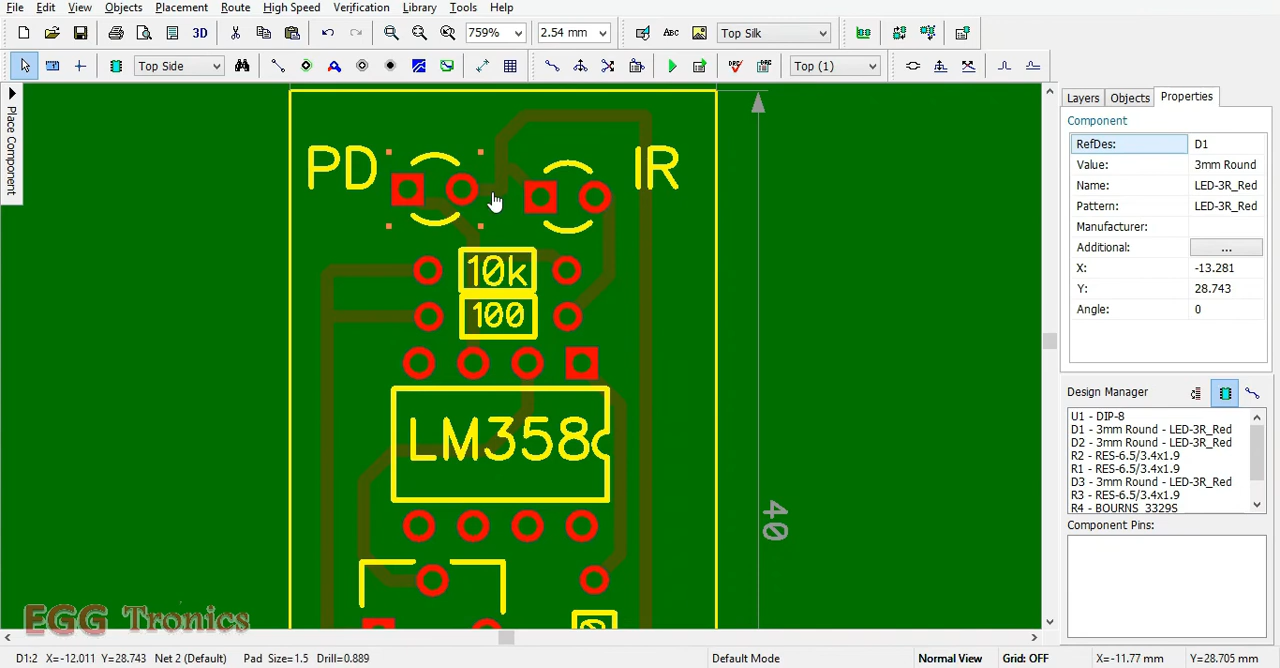 File Edit View Objects Placement Route High Speed Verification Library Tools Help
3D 759% 2.54 mm Abc Top Silk
Top Side DRC Top (1)
Place Component
PD IR
10k
100
LM358
40
EGG Tronics
Layers Objects Properties
Component
RefDes: D1
Value: 3mm Round
Name: LED-3R_Red
Pattern: LED-3R_Red
Manufacturer:
Additional: ...
X: -13.281
Y: 28.743
Angle: 0
Design Manager
U1 - DIP-8
D1 - 3mm Round - LED-3R_Red
D2 - 3mm Round - LED-3R_Red
R2 - RES-6.5/3.4x1.9
R1 - RES-6.5/3.4x1.9
D3 - 3mm Round - LED-3R_Red
R3 - RES-6.5/3.4x1.9
R4 - BOURNS_3329S
Component Pins:
D1:2 X=-12.011 Y=28.743 Net 2 (Default) Pad Size=1.5 Drill=0.889 Default Mode Normal View Grid: OFF X=-11.77 mm Y=28.705 mm